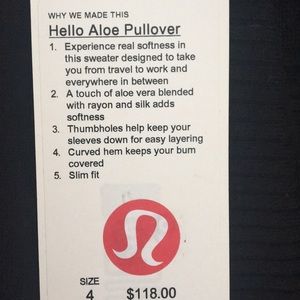 WHY WE MADE THIS
Hello Aloe Pullover
1. Experience real softness in
this sweater designed to take
you from travel to work and
everywhere in between
2. A touch of aloe vera blended
with rayon and silk adds
softness
3. Thumbholes help keep your
sleeves down for easy layering
4. Curved hem keeps your bum
covered
5. Slim fit
SIZE
4 $118.00